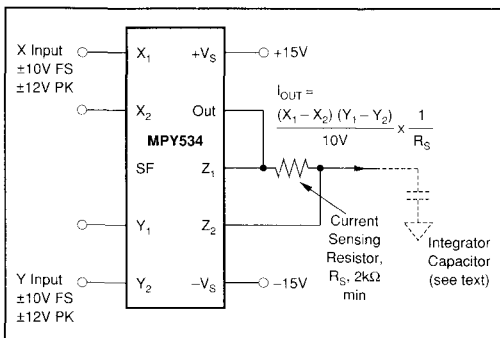 X Input
±10V FS
±12V PK
X1
X2
MPY534
SF
Y1
Y Input
±10V FS
±12V PK
Y2
+VS
+15V
Out
Z1
Z2
–VS
–15V
IOUT =
(X1 – X2) (Y1 – Y2)
10V
x
1
RS
Current
Sensing
Resistor,
RS, 2kΩ
min
Integrator
Capacitor
(see text)